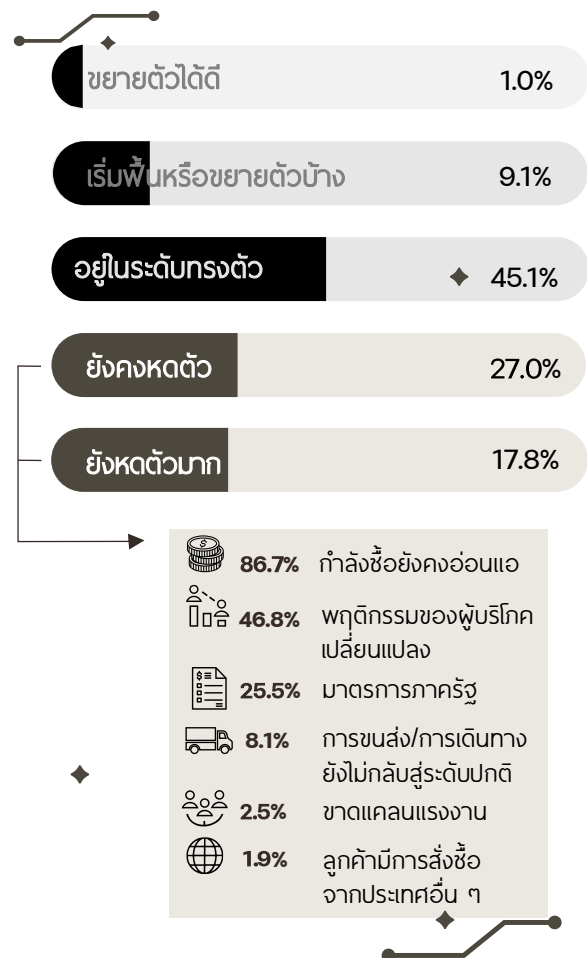 ขยายตัวได้ดี 1.0%
เริ่มฟื้นหรือขยายตัวบ้าง 9.1%
อยู่ในระดับทรงตัว 45.1%
ยังคงหดตัว 27.0%
ยังหดตัวมาก 17.8%
86.7% กำลังซื้อยังคงอ่อนแอ
46.8% พฤติกรรมของผู้บริโภค
เปลี่ยนแปลง
25.5% มาตรการภาครัฐ
8.1% การขนส่ง/การเดินทาง
ยังไม่กลับสู่ระดับปกติ
2.5% ขาดแคลนแรงงาน
1.9% ลูกค้ามีการสั่งซื้อ
จากประเทศอื่น ๆ